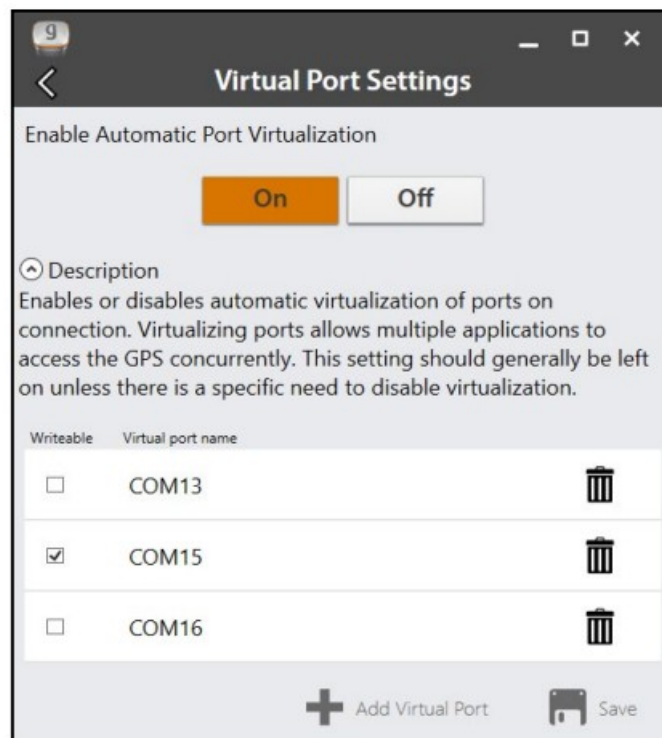 g
Virtual Port Settings
Enable Automatic Port Virtualization
On Off
Description
Enables or disables automatic virtualization of ports on
connection. Virtualizing ports allows multiple applications to
access the GPS concurrently. This setting should generally be left
on unless there is a specific need to disable virtualization.
Writeable Virtual port name
COM13
COM15
COM16
Add Virtual Port Save